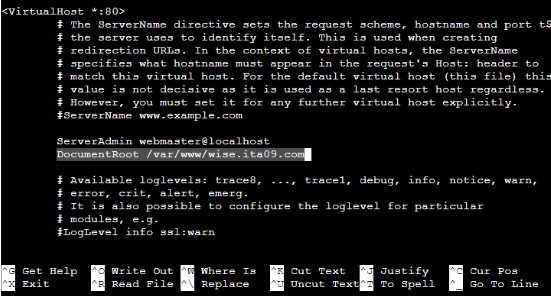 <VirtualHost *:80>
# The ServerName directive sets the request scheme, hostname and port t$
# the server uses to identify itself. This is used when creating
# redirection URLs. In the context of virtual hosts, the ServerName
# specifies what hostname must appear in the request's Host: header to
# match this virtual host. For the default virtual host (this file) this
# value is not decisive as it is used as a last resort host regardless.
# However, you must set it for any further virtual host explicitly.
#ServerName www.example.com
ServerAdmin webmaster@localhost
DocumentRoot /var/www/wise.ita09.com
# Available loglevels: trace8, ..., trace1, debug, info, notice, warn,
# error, crit, alert, emerg.
# It is also possible to configure the loglevel for particular
# modules, e.g.
#LogLevel info ssl:warn
^G Get Help ^O Write Out ^W Where Is ^K Cut Text ^J Justify ^C Cur Pos
^X Exit ^R Read File ^\ Replace ^U Uncut Text ^T To Spell ^_ Go To Line